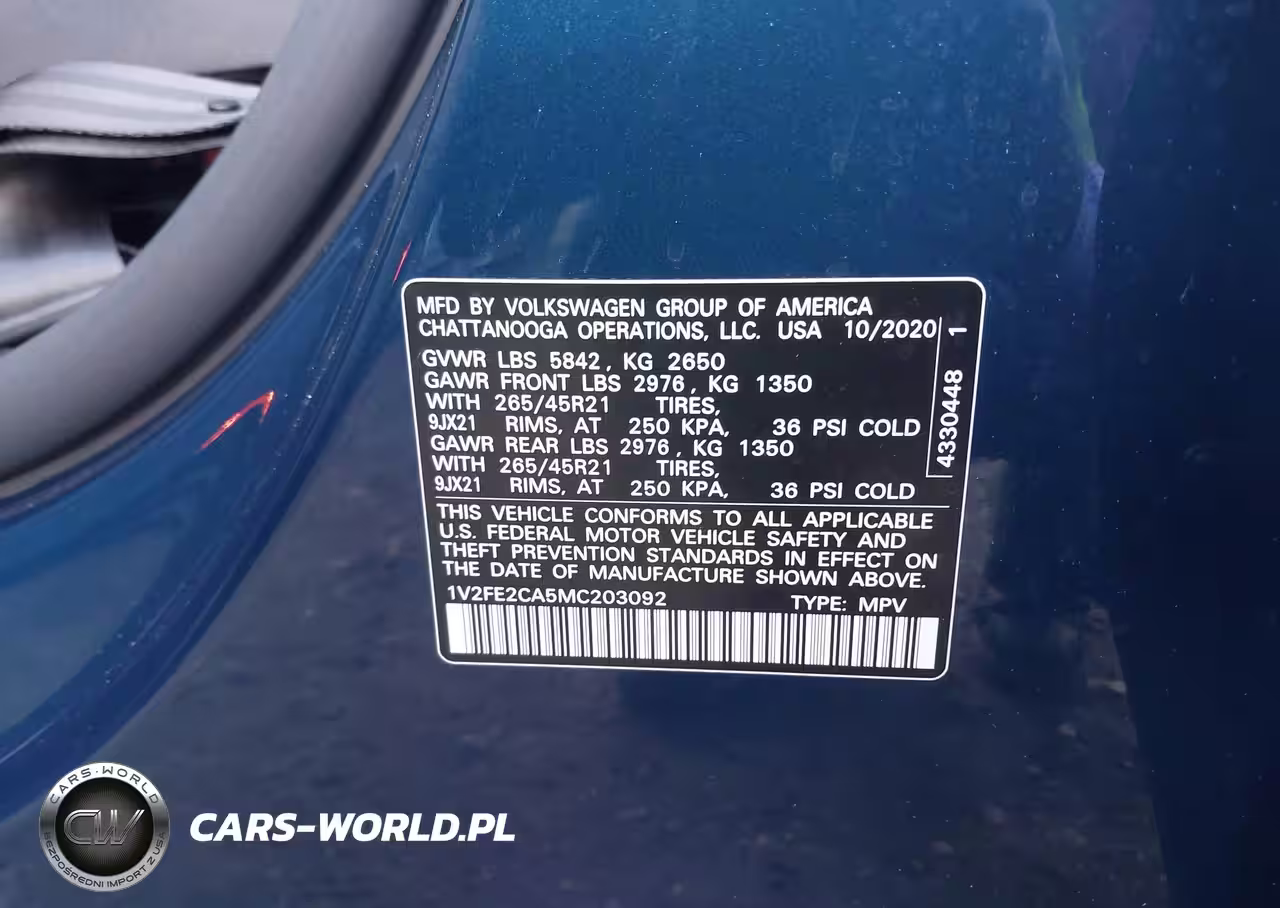 MFD BY VOLKSWAGEN GROUP OF AMERICA
CHATTANOOGA OPERATIONS, LLC. USA 10/2020
GVWR LBS 5842, KG 2650
GAWR FRONT LBS 2976, KG 1350
WITH 265/45R21 TIRES,
9JX21 RIMS, AT 250 KPA, 36 PSI COLD
GAWR REAR LBS 2976, KG 1350
WITH 265/45R21 TIRES,
9JX21 RIMS, AT 250 KPA, 36 PSI COLD
4330448 1
THIS VEHICLE CONFORMS TO ALL APPLICABLE
U.S. FEDERAL MOTOR VEHICLE SAFETY AND
THEFT PREVENTION STANDARDS IN EFFECT ON
THE DATE OF MANUFACTURE SHOWN ABOVE.
1V2FE2CA5MC203092 TYPE: MPV
CARS-WORLD
CW
BEZPOŚREDNI IMPORT Z USA
CARS-WORLD.PL